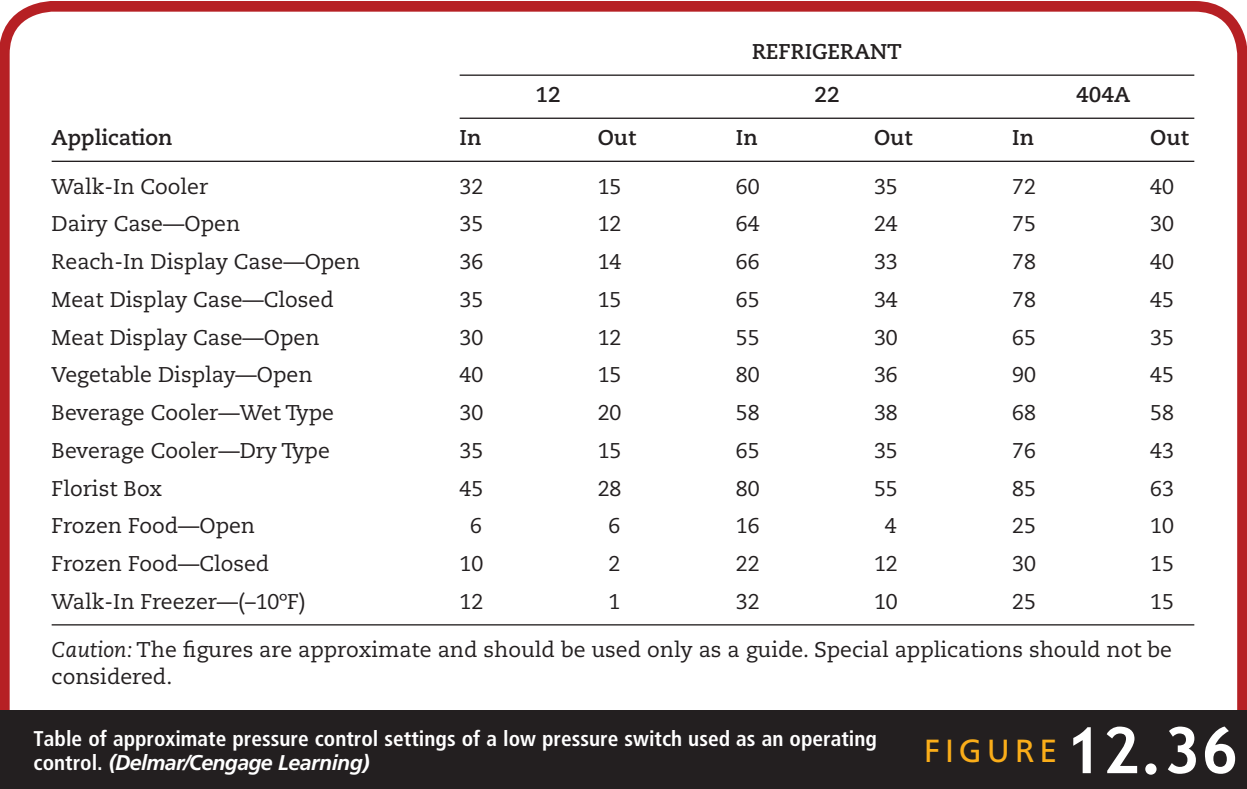 REFRIGERANT
12 22 404A
Application In Out In Out In Out
Walk-In Cooler 32 15 60 35 72 40
Dairy Case—Open 35 12 64 24 75 30
Reach-In Display Case—Open 36 14 66 33 78 40
Meat Display Case—Closed 35 15 65 34 78 45
Meat Display Case—Open 30 12 55 30 65 35
Vegetable Display—Open 40 15 80 36 90 45
Beverage Cooler—Wet Type 30 20 58 38 68 58
Beverage Cooler—Dry Type 35 15 65 35 76 43
Florist Box 45 28 80 55 85 63
Frozen Food—Open 6 6 16 4 25 10
Frozen Food—Closed 10 2 22 12 30 15
Walk-In Freezer—(–10ºF) 12 1 32 10 25 15
Caution: The figures are approximate and should be used only as a guide. Special applications should not be
considered.
Table of approximate pressure control settings of a low pressure switch used as an operating
control. (Delmar/Cengage Learning)
FIGURE 12.36